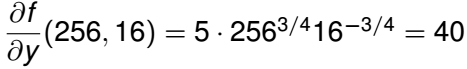 ∂f/∂y (256, 16) = 5 · 256^{3/4}16^{−3/4} = 40